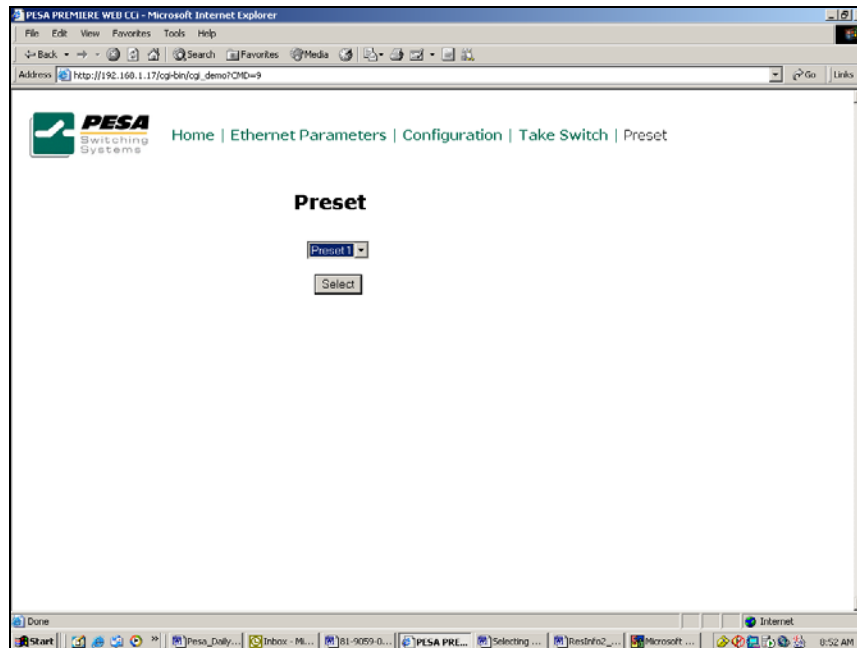 PESA PREMIERE WEB CCi - Microsoft Internet Explorer
File Edit View Favorites Tools Help
Back Search Favorites Media
Address http://192.168.1.17/cgi-bin/cgi_demo?CMD=9 Go Links
PESA
Switching
Systems
Home | Ethernet Parameters | Configuration | Take Switch | Preset
Preset
Preset1
Select
Done Internet
Start Pesa_Daily... Inbox - Mi... 81-9059-0... PESA PRE... Selecting ... ResInfo2_... Microsoft ... 8:52 AM